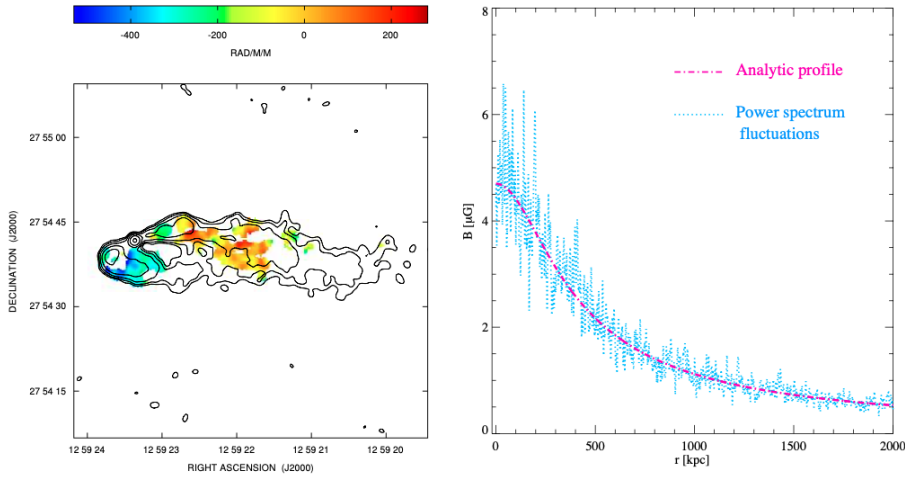 -400 -200 0 200
RAD/M/M
DECLINATION (J2000)
27 55 00
27 54 45
27 54 30
27 54 15
12 59 24 12 59 23 12 59 22 12 59 21 12 59 20
RIGHT ASCENSION (J2000)
8
6
4
2
0
B [μG]
Analytic profile
Power spectrum
fluctuations
0 500 1000 1500 2000
r [kpc]